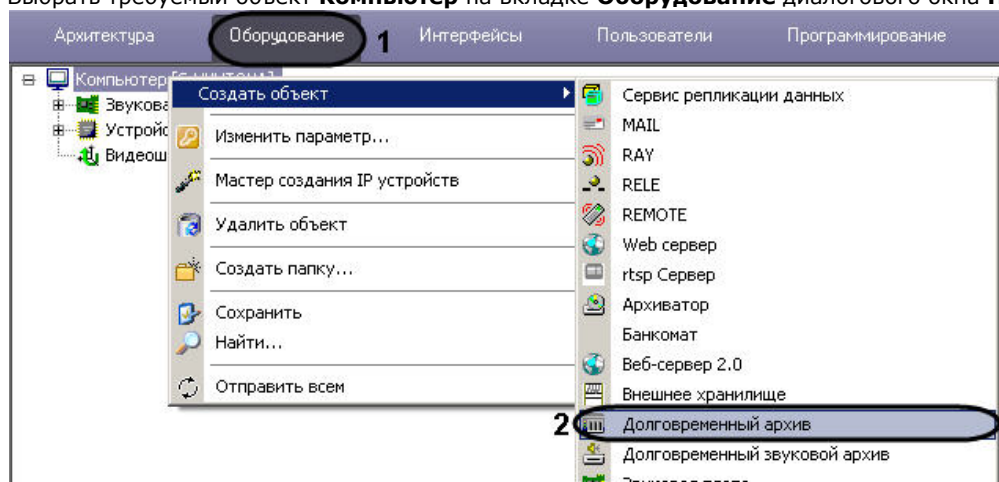 Выбрать требуемый объект Компьютер на вкладке Оборудование диалогового окна
Архитектура Оборудование 1 Интерфейсы Пользователи Программирование
Компьютер
Создать объект
Изменить параметр...
Мастер создания IP устройств
Удалить объект
Создать папку...
Сохранить
Найти...
Отправить всем
Сервис репликации данных
MAIL
RAY
RELE
REMOTE
Web сервер
rtsp Сервер
Архиватор
Банкомат
Веб-сервер 2.0
Внешнее хранилище
2 Долговременный архив
Долговременный звуковой архив